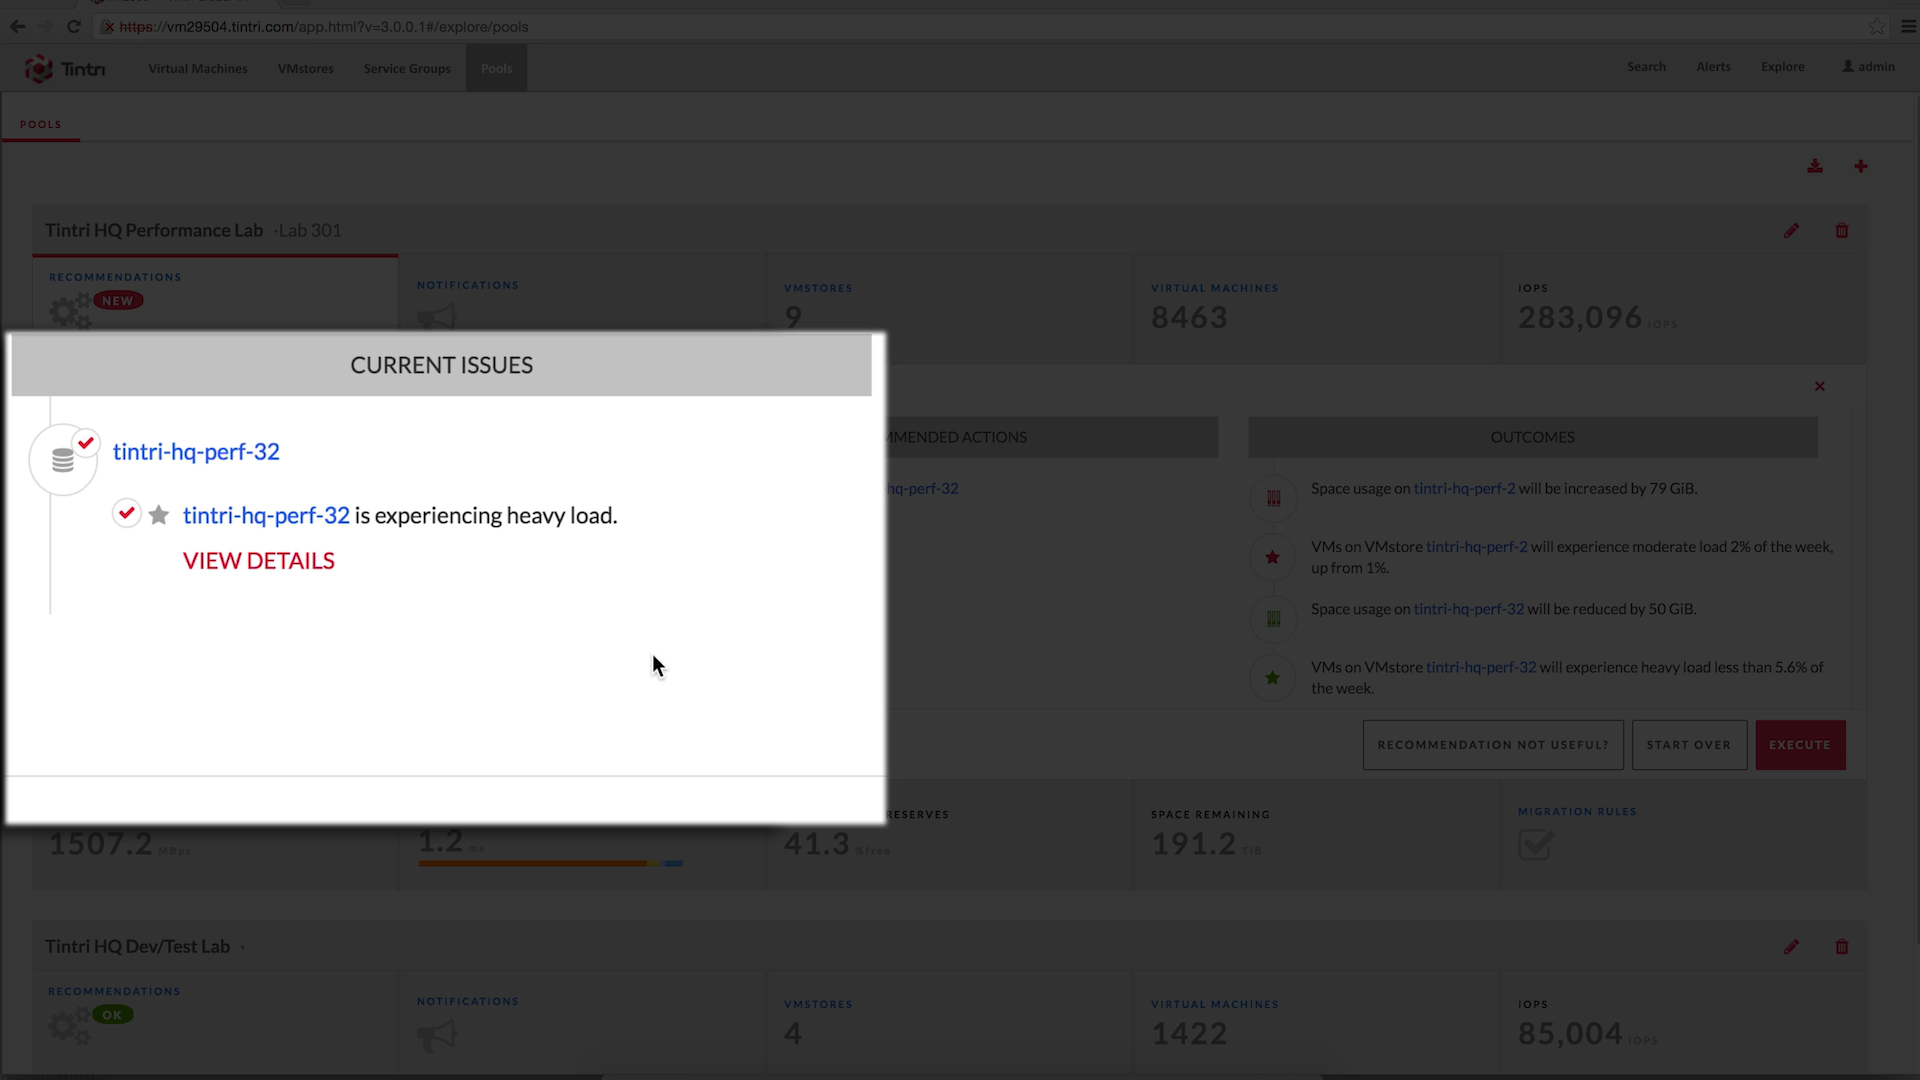 https://vm29504.tintri.com/app.html?v=3.0.0.1#/explore/pools
Tintri
Virtual Machines
VMstores
Service Groups
Pools
Search
Alerts
Explore
admin
POOLS
Tintri HQ Performance Lab ·Lab 301
RECOMMENDATIONS
NEW
NOTIFICATIONS
VMSTORES
9
VIRTUAL MACHINES
8463
IOPS
283,096 IOPS
CURRENT ISSUES
tintri-hq-perf-32
tintri-hq-perf-32 is experiencing heavy load.
VIEW DETAILS
ACTIONS
hq-perf-32
OUTCOMES
Space usage on tintri-hq-perf-2 will be increased by 79 GiB.
VMs on VMstore tintri-hq-perf-2 will experience moderate load 2% of the week,
up from 1%.
Space usage on tintri-hq-perf-32 will be reduced by 50 GiB.
VMs on VMstore tintri-hq-perf-32 will experience heavy load less than 5.6% of
the week.
RECOMMENDATION NOT USEFUL?
START OVER
EXECUTE
1507.2 MBps
1.2 ms
RESERVES
41.3 %free
SPACE REMAINING
191.2 TiB
MIGRATION RULES
Tintri HQ Dev/Test Lab ·
RECOMMENDATIONS
OK
NOTIFICATIONS
VMSTORES
4
VIRTUAL MACHINES
1422
IOPS
85,004 IOPS